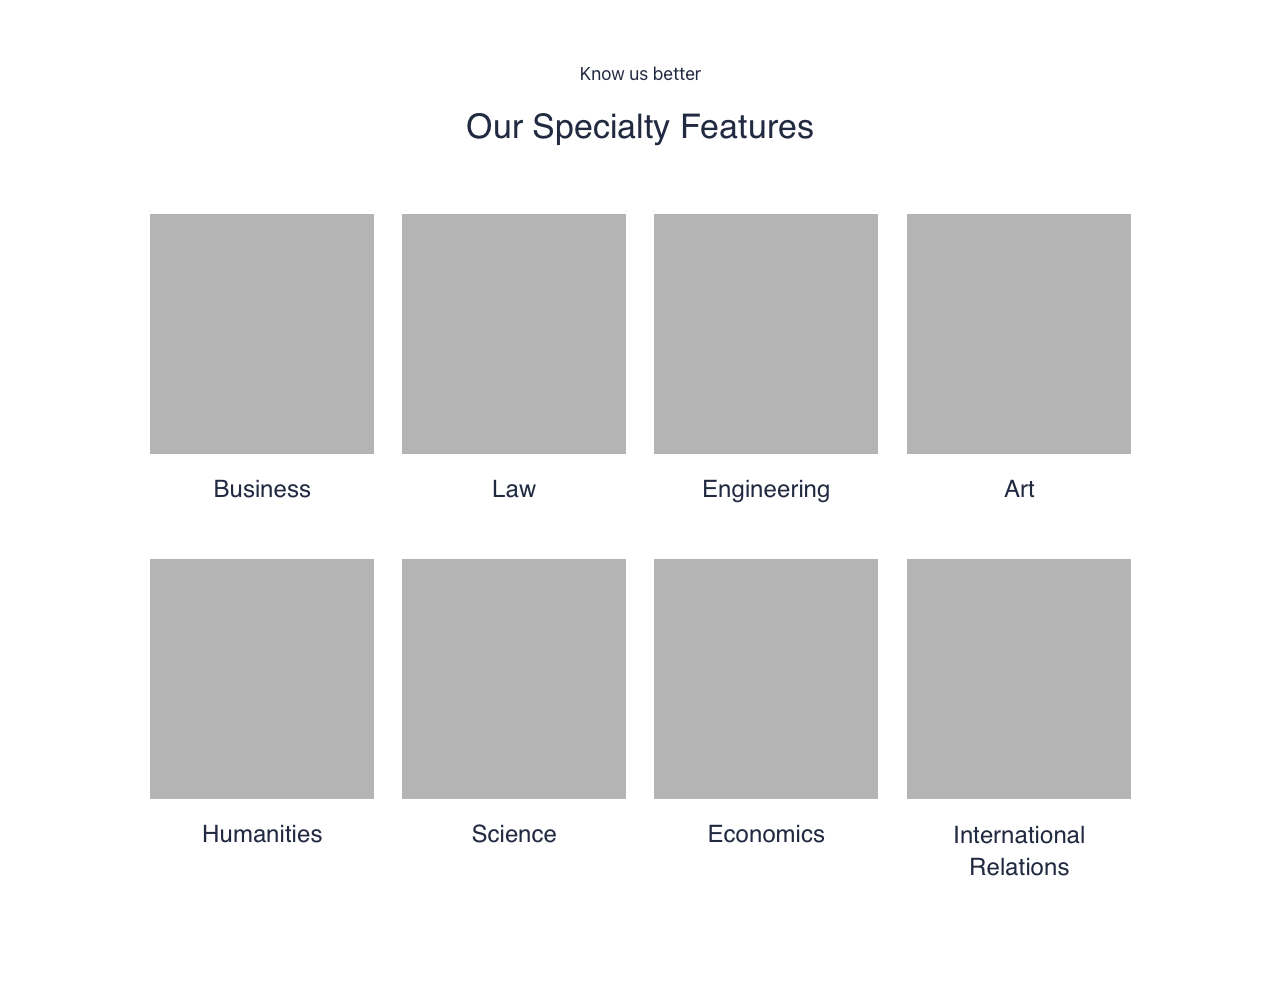 Know us better
Our Specialty Features
Business
Law
Engineering
Art
Humanities
Science
Economics
International
Relations